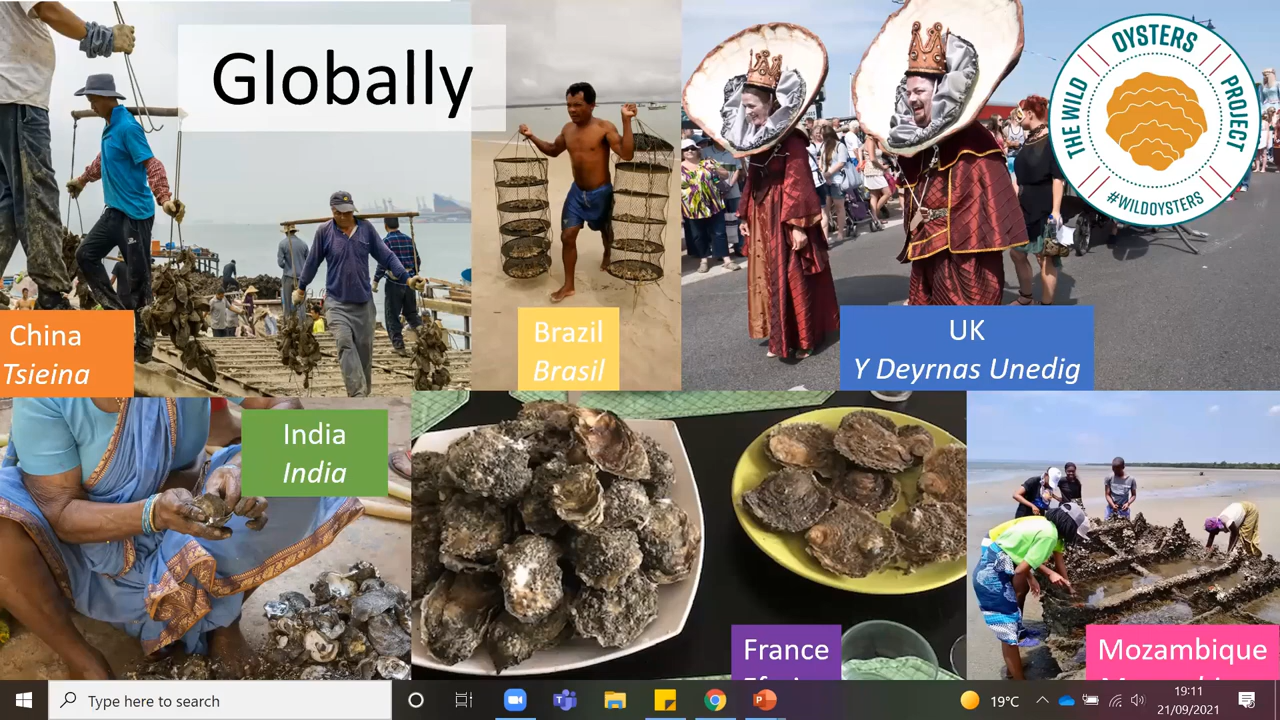 Globally
OYSTERS
THE WILD
PROJECT
#WILDOYSTERS
China
Tsieina
Brazil
Brasil
UK
Y Deyrnas Unedig
India
India
France
Mozambique
Type here to search
19°C
19:11
21/09/2021